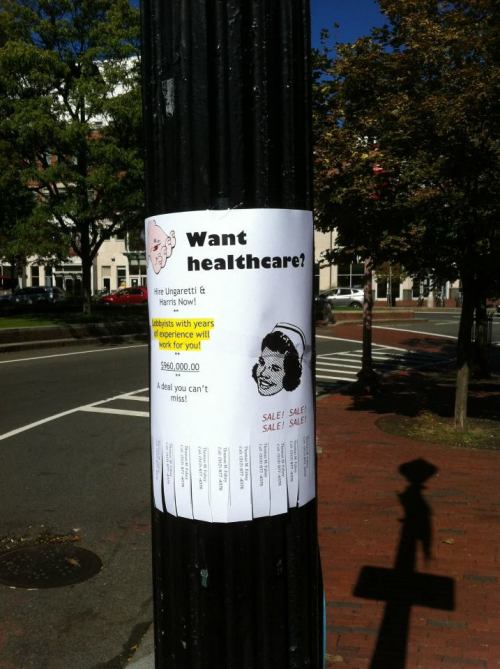 Want
healthcare?
Hire Ungaretti &
Harris Now!
**
Lobbyists with years
of experience will
work for you!
**
$960,000.00
**
A deal you can't
miss!
SALE! SALE!
SALE! SALE!